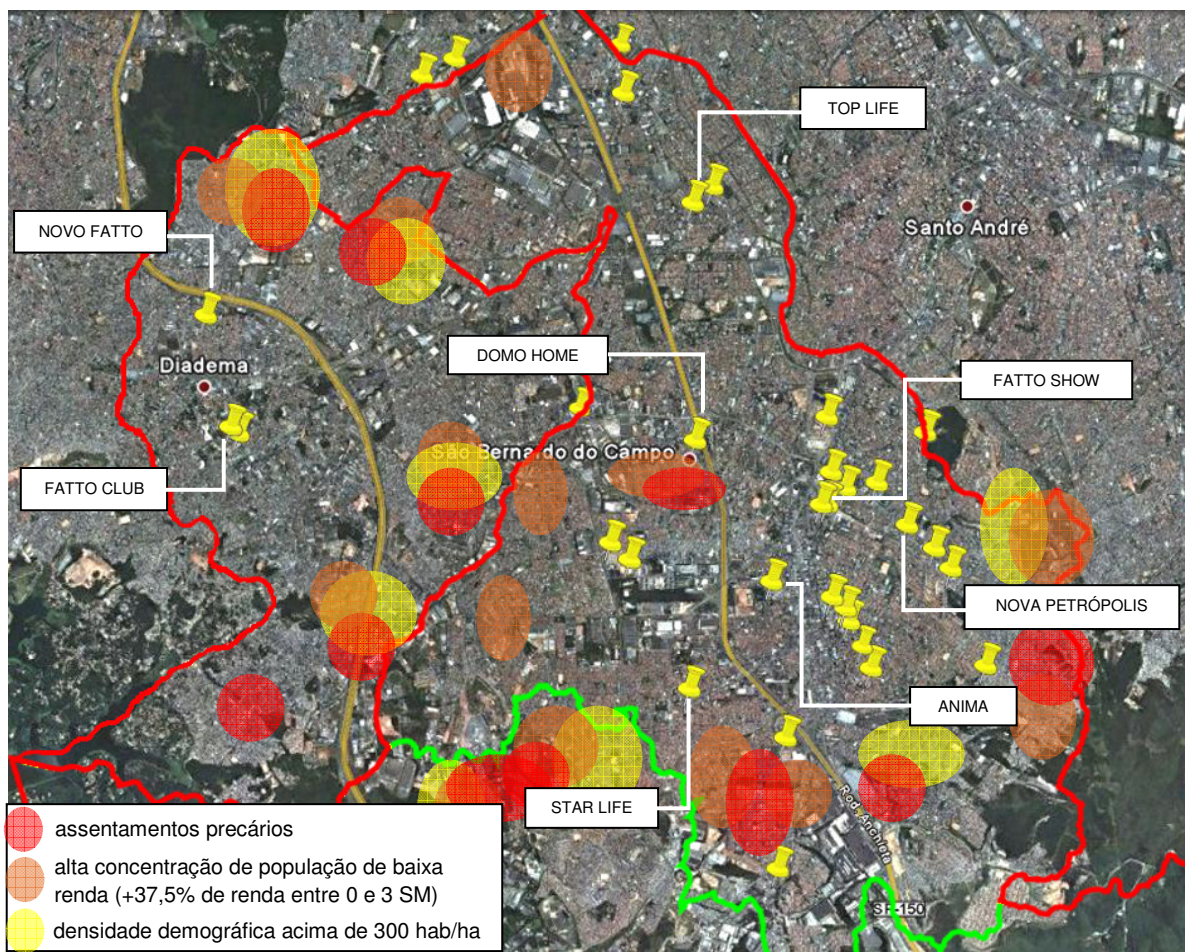 TOP LIFE
Santo André
NOVO FATTO
DOMO HOME
Diadema
FATTO SHOW
São Bernardo do Campo
FATTO CLUB
NOVA PETRÓPOLIS
ANIMA
STAR LIFE
Rod. Anchieta
SP-150
assentamentos precários
alta concentração de população de baixa
renda (+37,5% de renda entre 0 e 3 SM)
densidade demográfica acima de 300 hab/ha